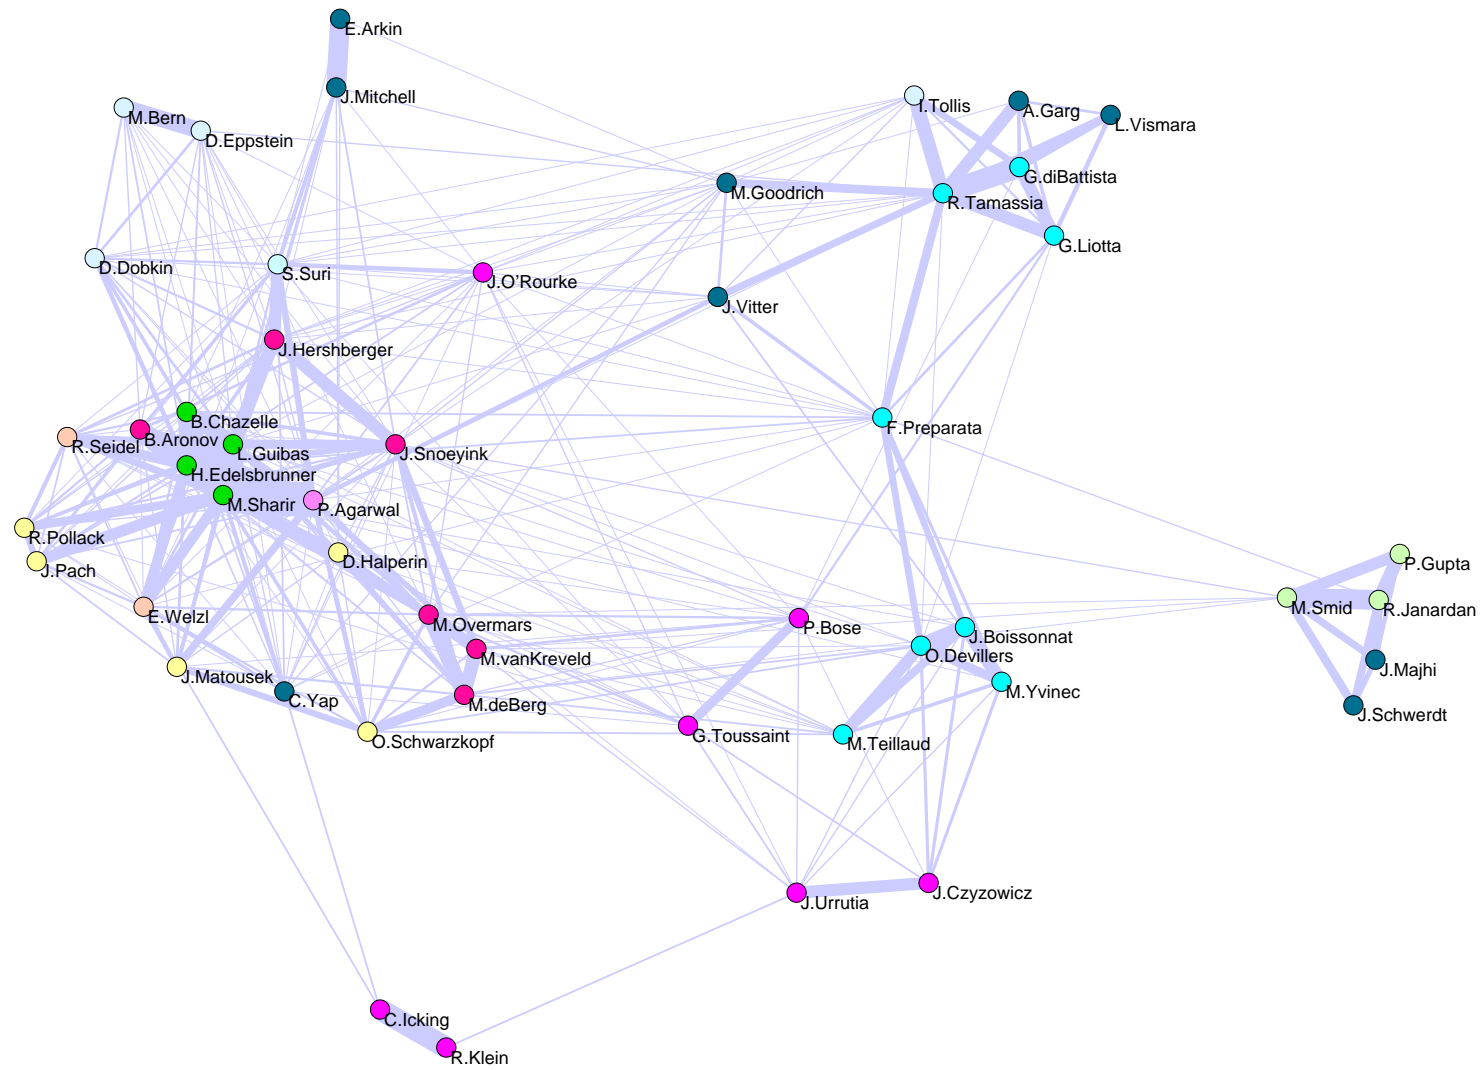 E.Arkin
J.Mitchell
M.Bern
D.Eppstein
I.Tollis
A.Garg
L.Vismara
G.diBattista
M.Goodrich
R.Tamassia
G.Liotta
D.Dobkin
S.Suri
J.O'Rourke
J.Vitter
J.Hershberger
B.Chazelle
B.Aronov
R.Seidel
L.Guibas
J.Snoeyink
F.Preparata
H.Edelsbrunner
M.Sharir
P.Agarwal
R.Pollack
J.Pach
D.Halperin
P.Gupta
M.Smid
R.Janardan
E.Welzl
M.Overmars
P.Bose
J.Boissonnat
O.Devillers
M.vanKreveld
J.Majhi
J.Matousek
C.Yap
M.deBerg
M.Yvinec
J.Schwerdt
O.Schwarzkopf
G.Toussaint
M.Teillaud
J.Urrutia
J.Czyzowicz
C.Icking
R.Klein